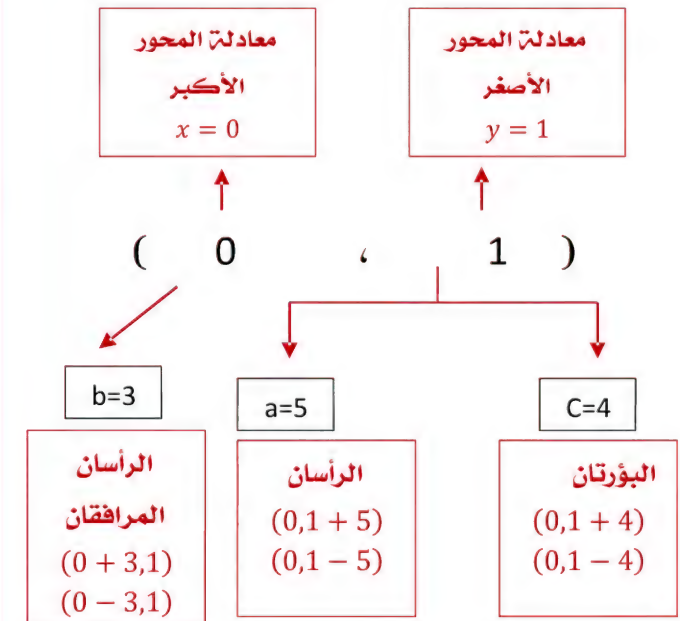 معادلة المحور
الأكبر
x = 0
معادلة المحور
الأصغر
y = 1
( 0 ، 1 )
b=3
الرأسان
المرافقان
(0 + 3,1)
(0 − 3,1)
a=5
الرأسان
(0,1 + 5)
(0,1 − 5)
C=4
البؤرتان
(0,1 + 4)
(0,1 − 4)